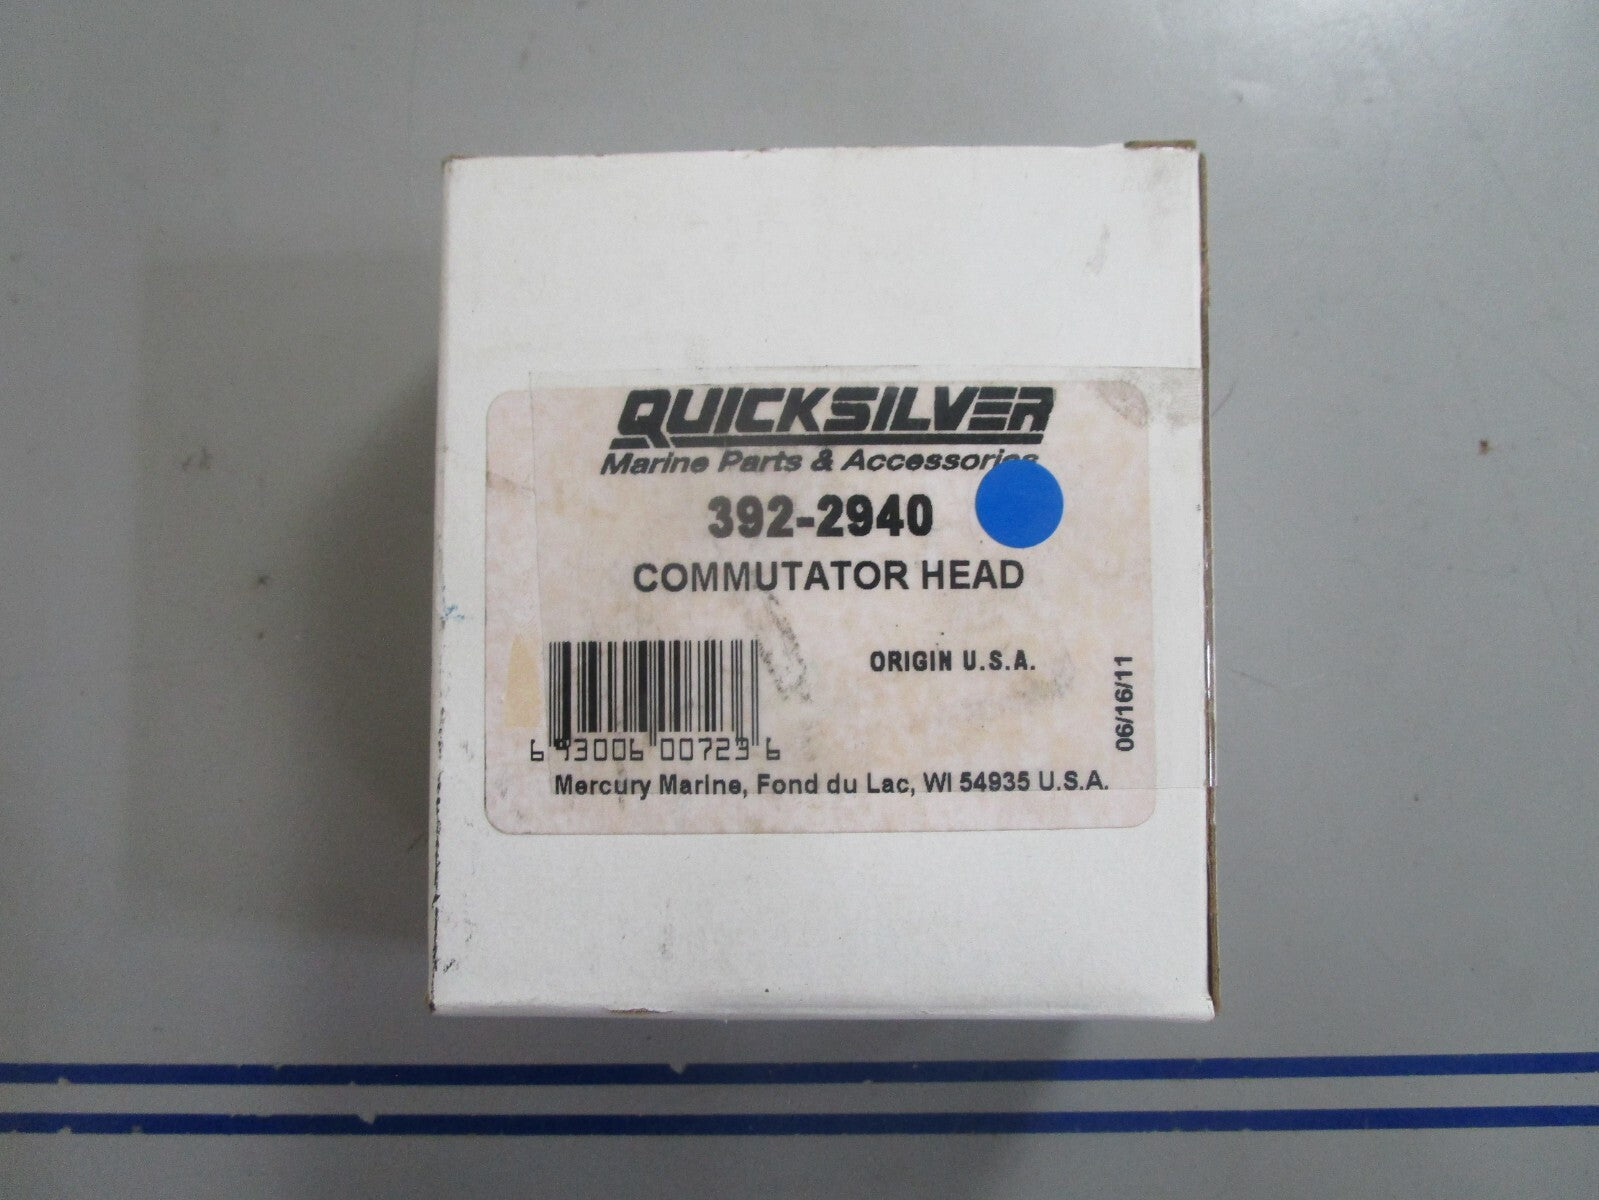 QUICKSILVER
Marine Parts & Accessories
392-2940
COMMUTATOR HEAD
ORIGIN U.S.A.
06/16/11
6 93006 00723 6
Mercury Marine, Fond du Lac, WI 54935 U.S.A.